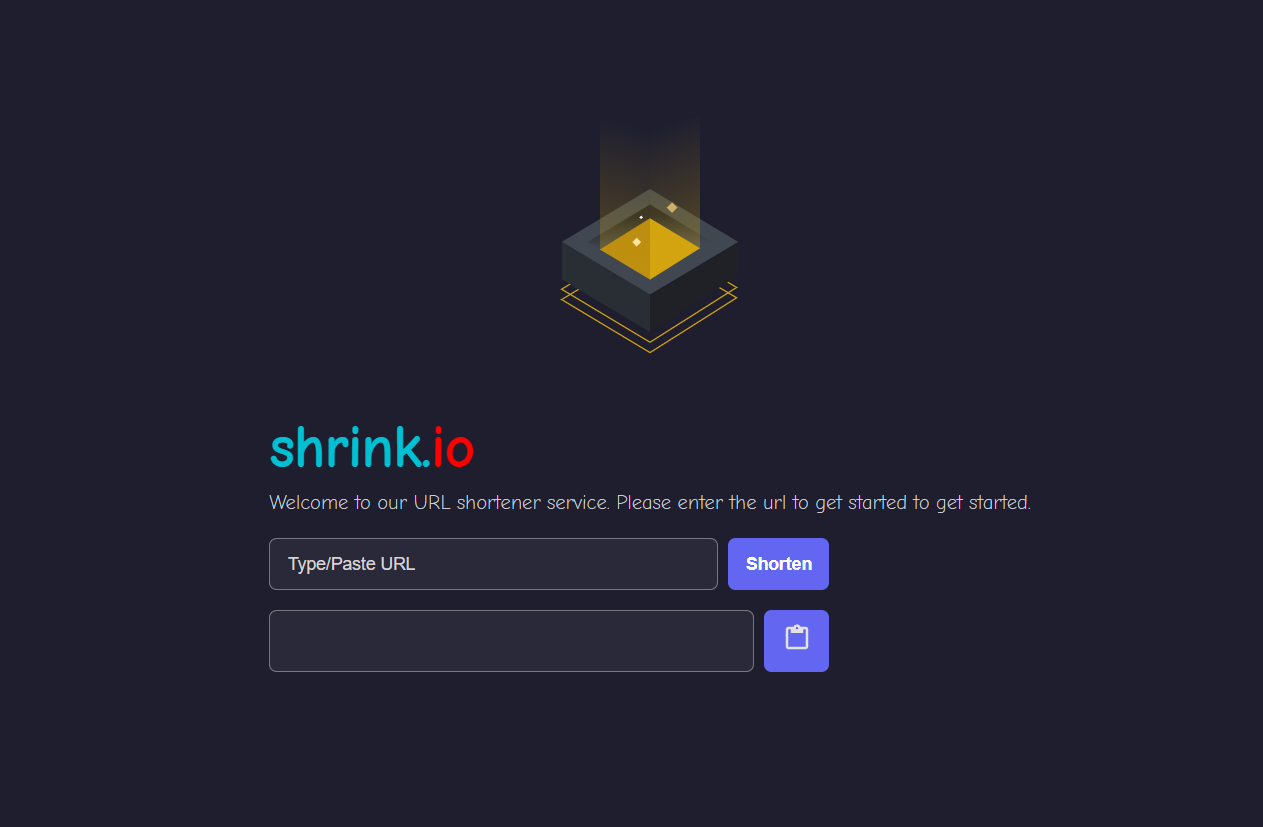 shrink.io
Welcome to our URL shortener service. Please enter the url to get started to get started.
Type/Paste URL
Shorten